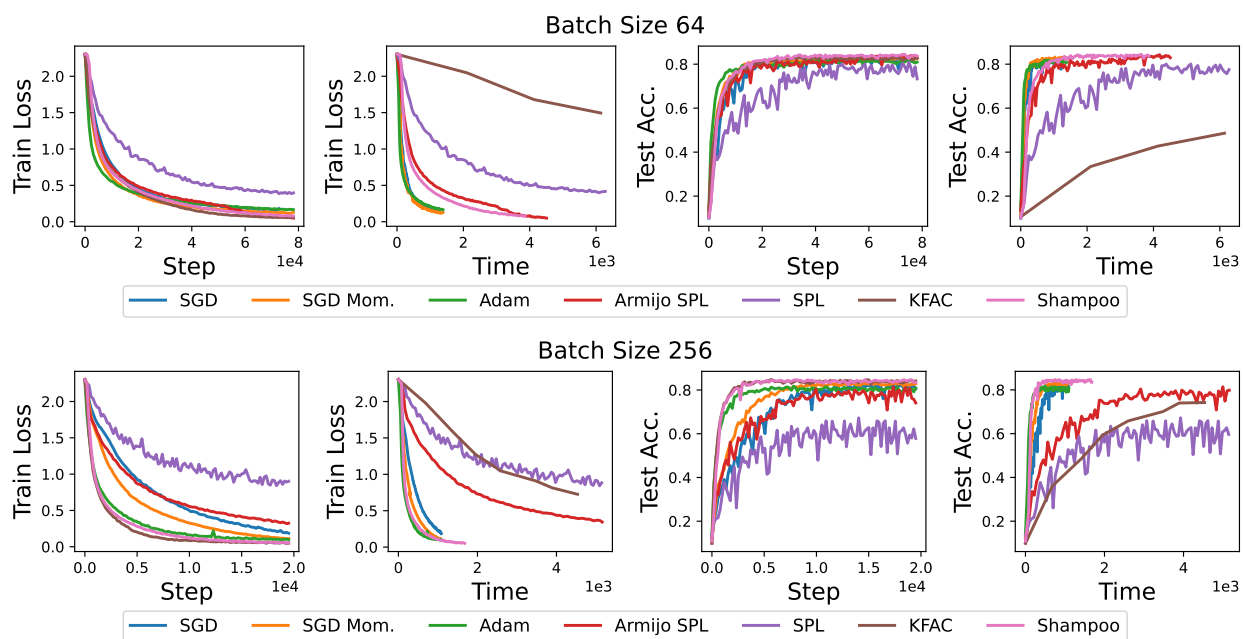 Batch Size 64
Train Loss
2.0
1.5
1.0
0.5
0.0
0 2 4 6 8
1e4
Step
Train Loss
2.0
1.5
1.0
0.5
0.0
0 2 4 6
1e3
Time
Test Acc.
0.8
0.6
0.4
0.2
0 2 4 6 8
1e4
Step
Test Acc.
0.8
0.6
0.4
0.2
0 2 4 6
1e3
Time
SGD SGD Mom. Adam Armijo SPL SPL KFAC Shampoo
Batch Size 256
Train Loss
2.0
1.5
1.0
0.5
0.0
0.0 0.5 1.0 1.5 2.0
1e4
Step
Train Loss
2.0
1.5
1.0
0.5
0.0
0 2 4
1e3
Time
Test Acc.
0.8
0.6
0.4
0.2
0.0 0.5 1.0 1.5 2.0
1e4
Step
Test Acc.
0.8
0.6
0.4
0.2
0 2 4
1e3
Time
SGD SGD Mom. Adam Armijo SPL SPL KFAC Shampoo